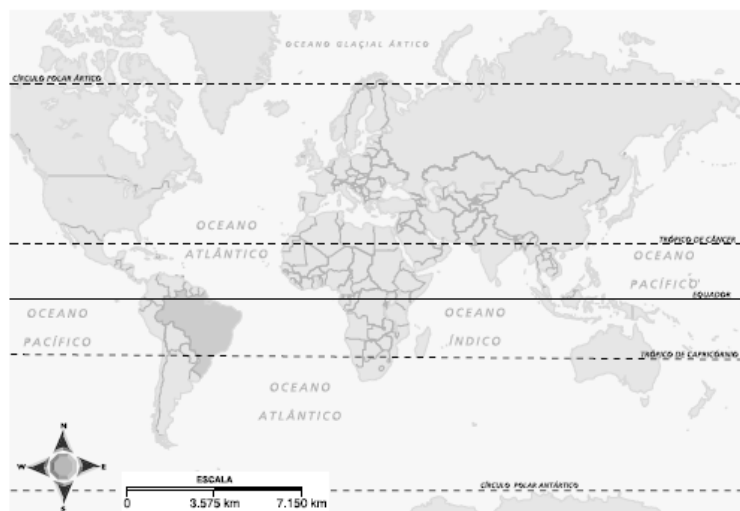 OCEANO GLAÇIAL ÁRTICO
CÍRCULO POLAR ÁRTICO
OCEANO
ATLÂNTICO
TRÓPICO DE CÂNCER
OCEANO
PACÍFICO
EQUADOR
OCEANO
PACÍFICO
OCEANO
ÍNDICO
TRÓPICO DE CAPRICÓRNIO
OCEANO
ATLÂNTICO
N
W
E
S
ESCALA
0 3.575 km 7.150 km
CÍRCULO POLAR ANTÁRTICO